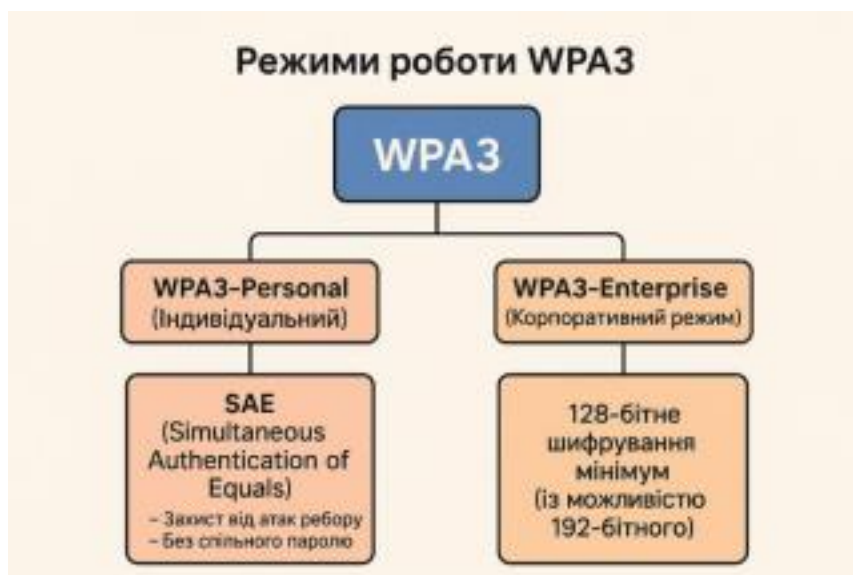 Режими роботи WPA3
WPA3
WPA3-Personal
(Індивідуальний)
WPA3-Enterprise
(Корпоративний режим)
SAE
(Simultaneous
Authentication of
Equals)
– Захист від атак ребору
– Без спільного паролю
128-бітне
шифрування
мінімум
(із можливістю
192-бітного)